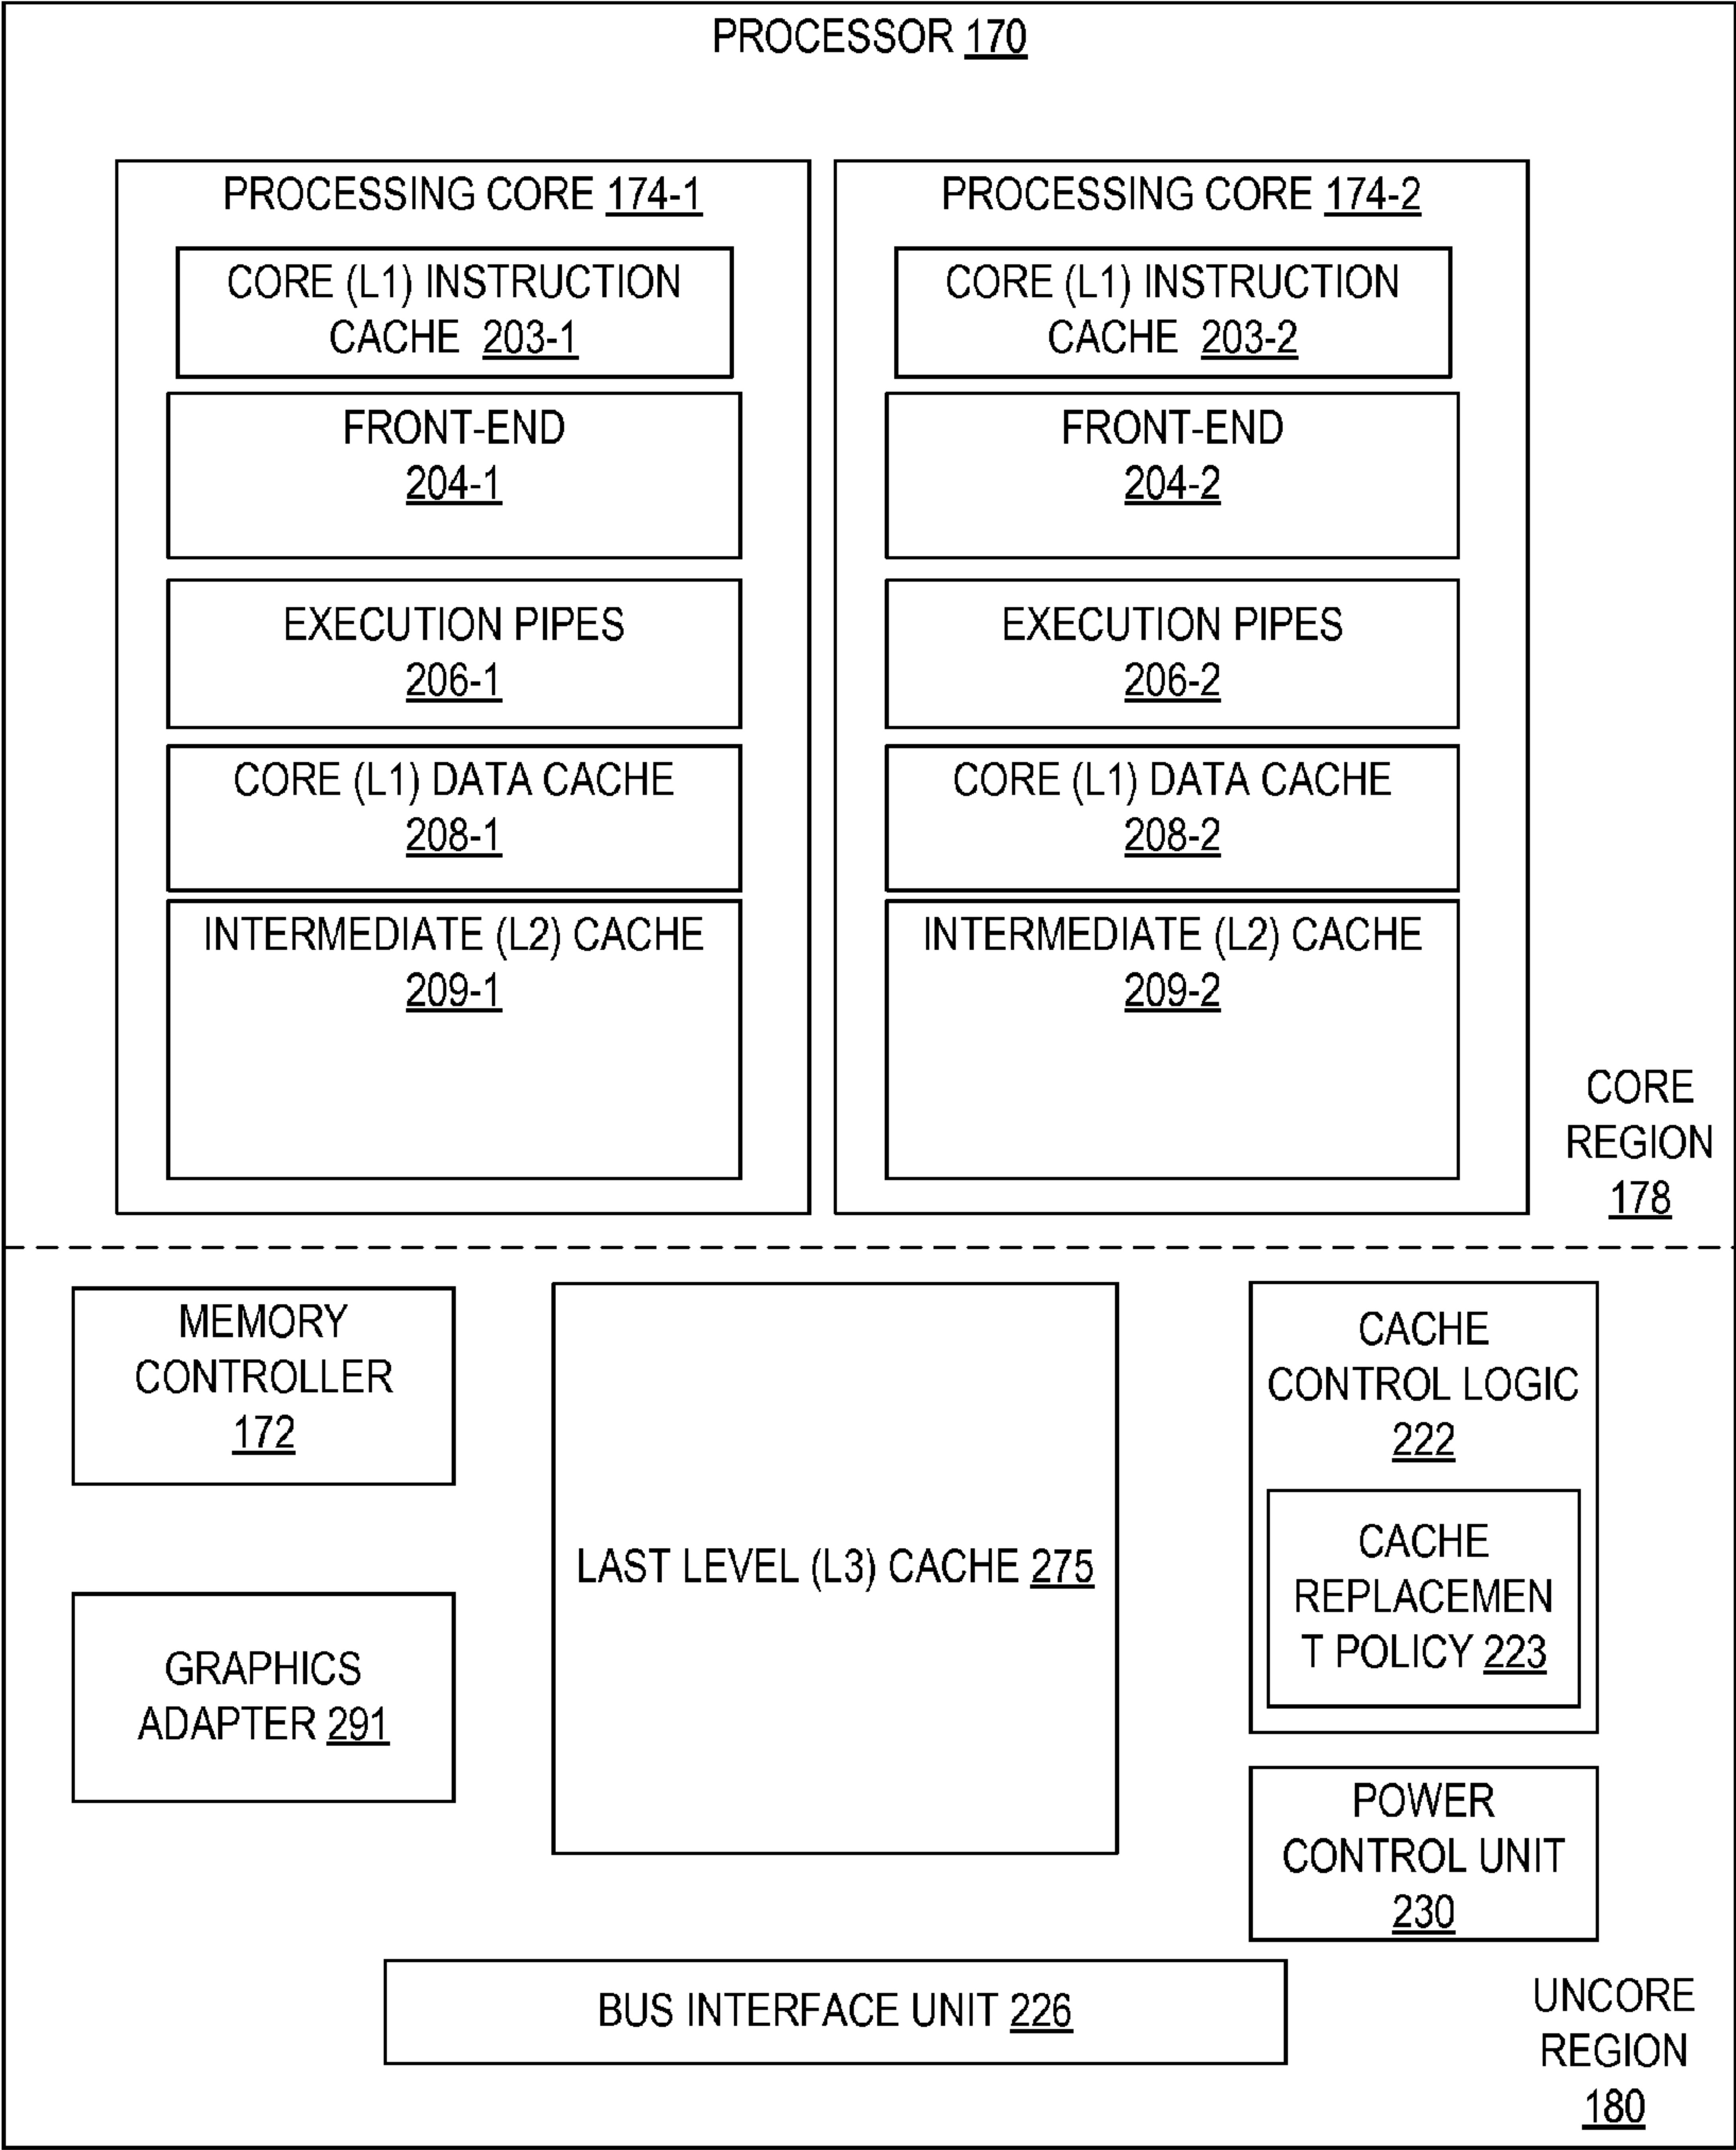 PROCESSOR 170
PROCESSING CORE 174-1
CORE (L1) INSTRUCTION
CACHE 203-1
FRONT-END
204-1
EXECUTION PIPES
206-1
CORE (L1) DATA CACHE
208-1
INTERMEDIATE (L2) CACHE
209-1
PROCESSING CORE 174-2
CORE (L1) INSTRUCTION
CACHE 203-2
FRONT-END
204-2
EXECUTION PIPES
206-2
CORE (L1) DATA CACHE
208-2
INTERMEDIATE (L2) CACHE
209-2
CORE
REGION
178
MEMORY
CONTROLLER
172
GRAPHICS
ADAPTER 291
LAST LEVEL (L3) CACHE 275
CACHE
CONTROL LOGIC
222
CACHE
REPLACEMEN
T POLICY 223
POWER
CONTROL UNIT
230
BUS INTERFACE UNIT 226
UNCORE
REGION
180